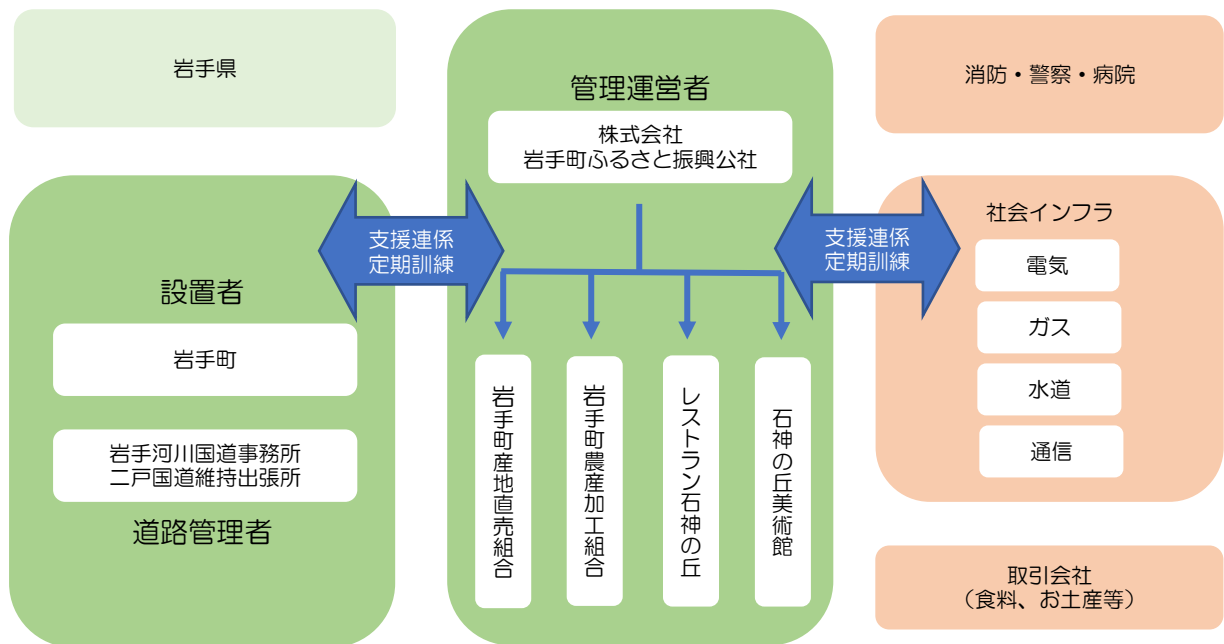 岩手県
設置者
岩手町
岩手河川国道事務所
二戸国道維持出張所
道路管理者
支援連係
定期訓練
管理運営者
株式会社
岩手町ふるさと振興公社
岩手町産地直売組合
岩手町農産加工組合
レストラン石神の丘
石神の丘美術館
支援連係
定期訓練
消防・警察・病院
社会インフラ
電気
ガス
水道
通信
取引会社
（食料、お土産等）